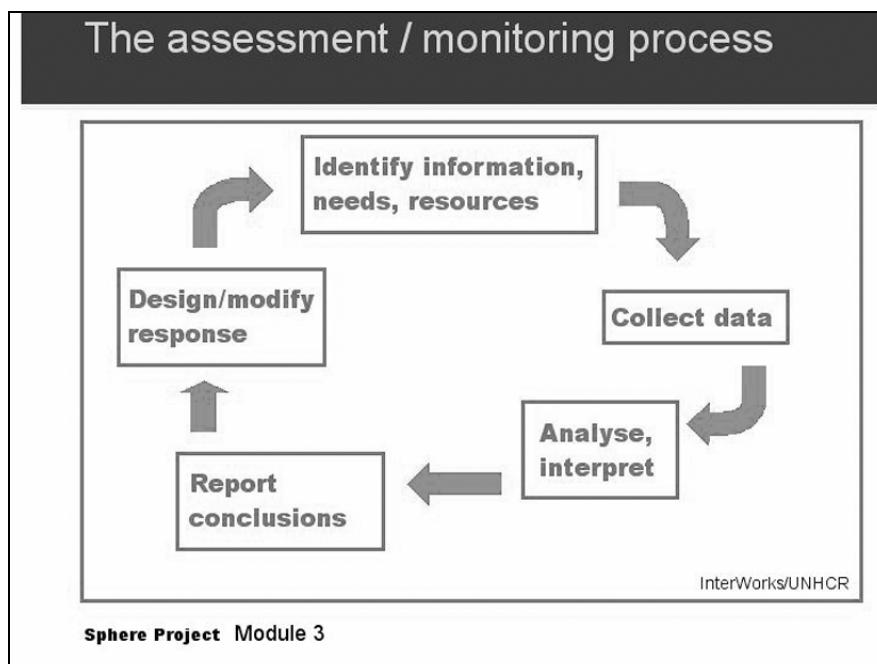 The assessment / monitoring process
Identify information,
needs, resources
Collect data
Analyse,
interpret
Report
conclusions
Design/modify
response
InterWorks/UNHCR
Sphere Project Module 3